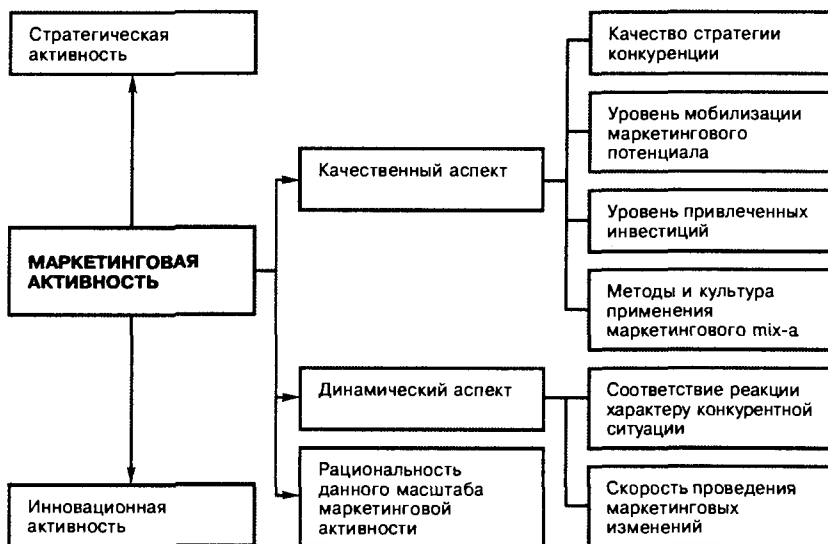 Стратегическая
активность
МАРКЕТИНГОВАЯ
АКТИВНОСТЬ
Инновационная
активность
Качественный аспект
Динамический аспект
Рациональность
данного масштаба
маркетинговой
активности
Качество стратегии
конкуренции
Уровень мобилизации
маркетингового
потенциала
Уровень привлеченных
инвестиций
Методы и культура
применения
маркетингового mix-а
Соответствие реакции
характеру конкурентной
ситуации
Скорость проведения
маркетинговых
изменений